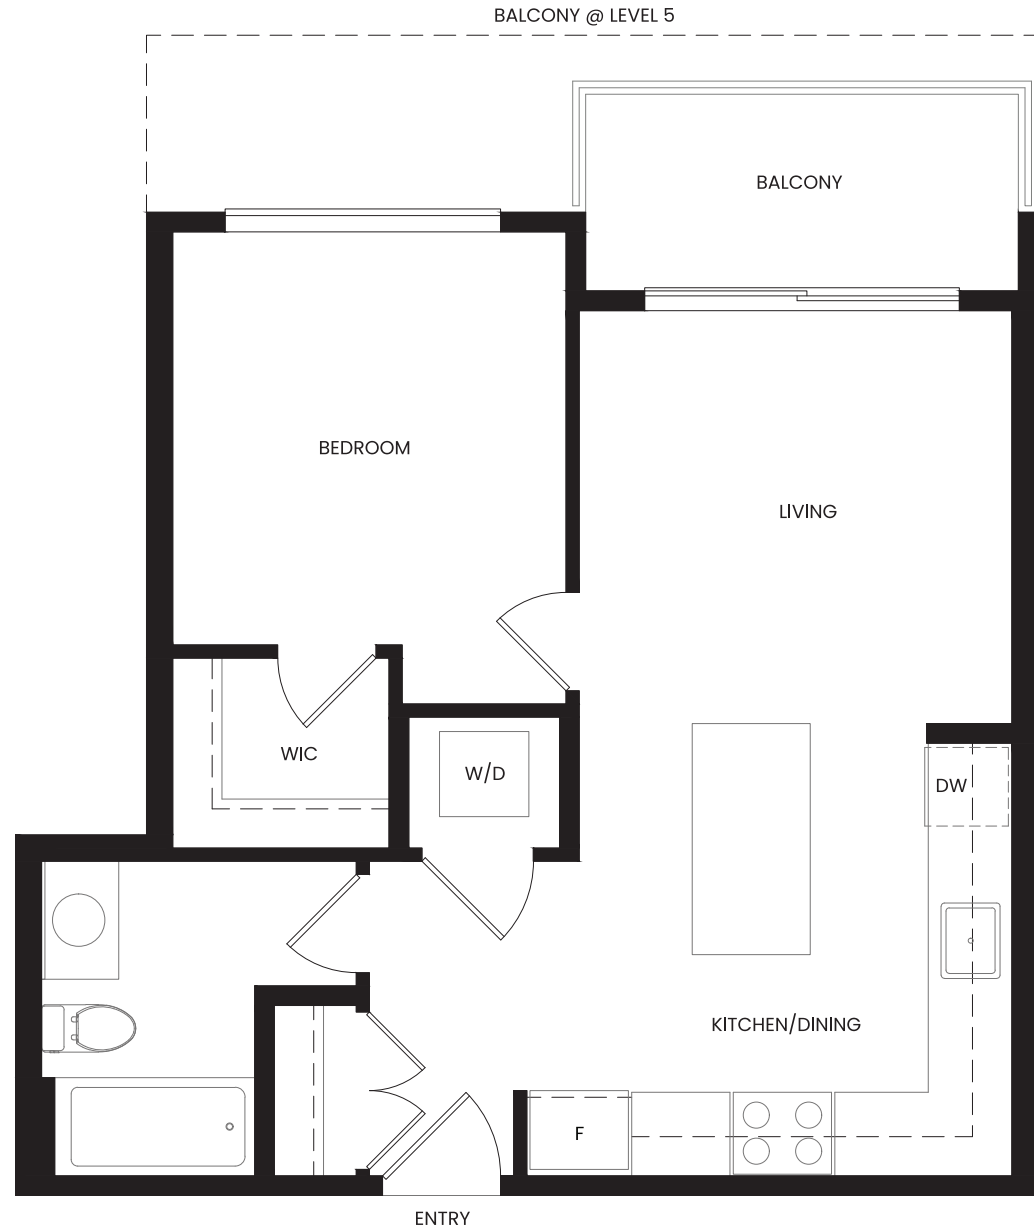 BALCONY @ LEVEL 5
BALCONY
BEDROOM
LIVING
WIC
W/D
DW
KITCHEN/DINING
F
ENTRY